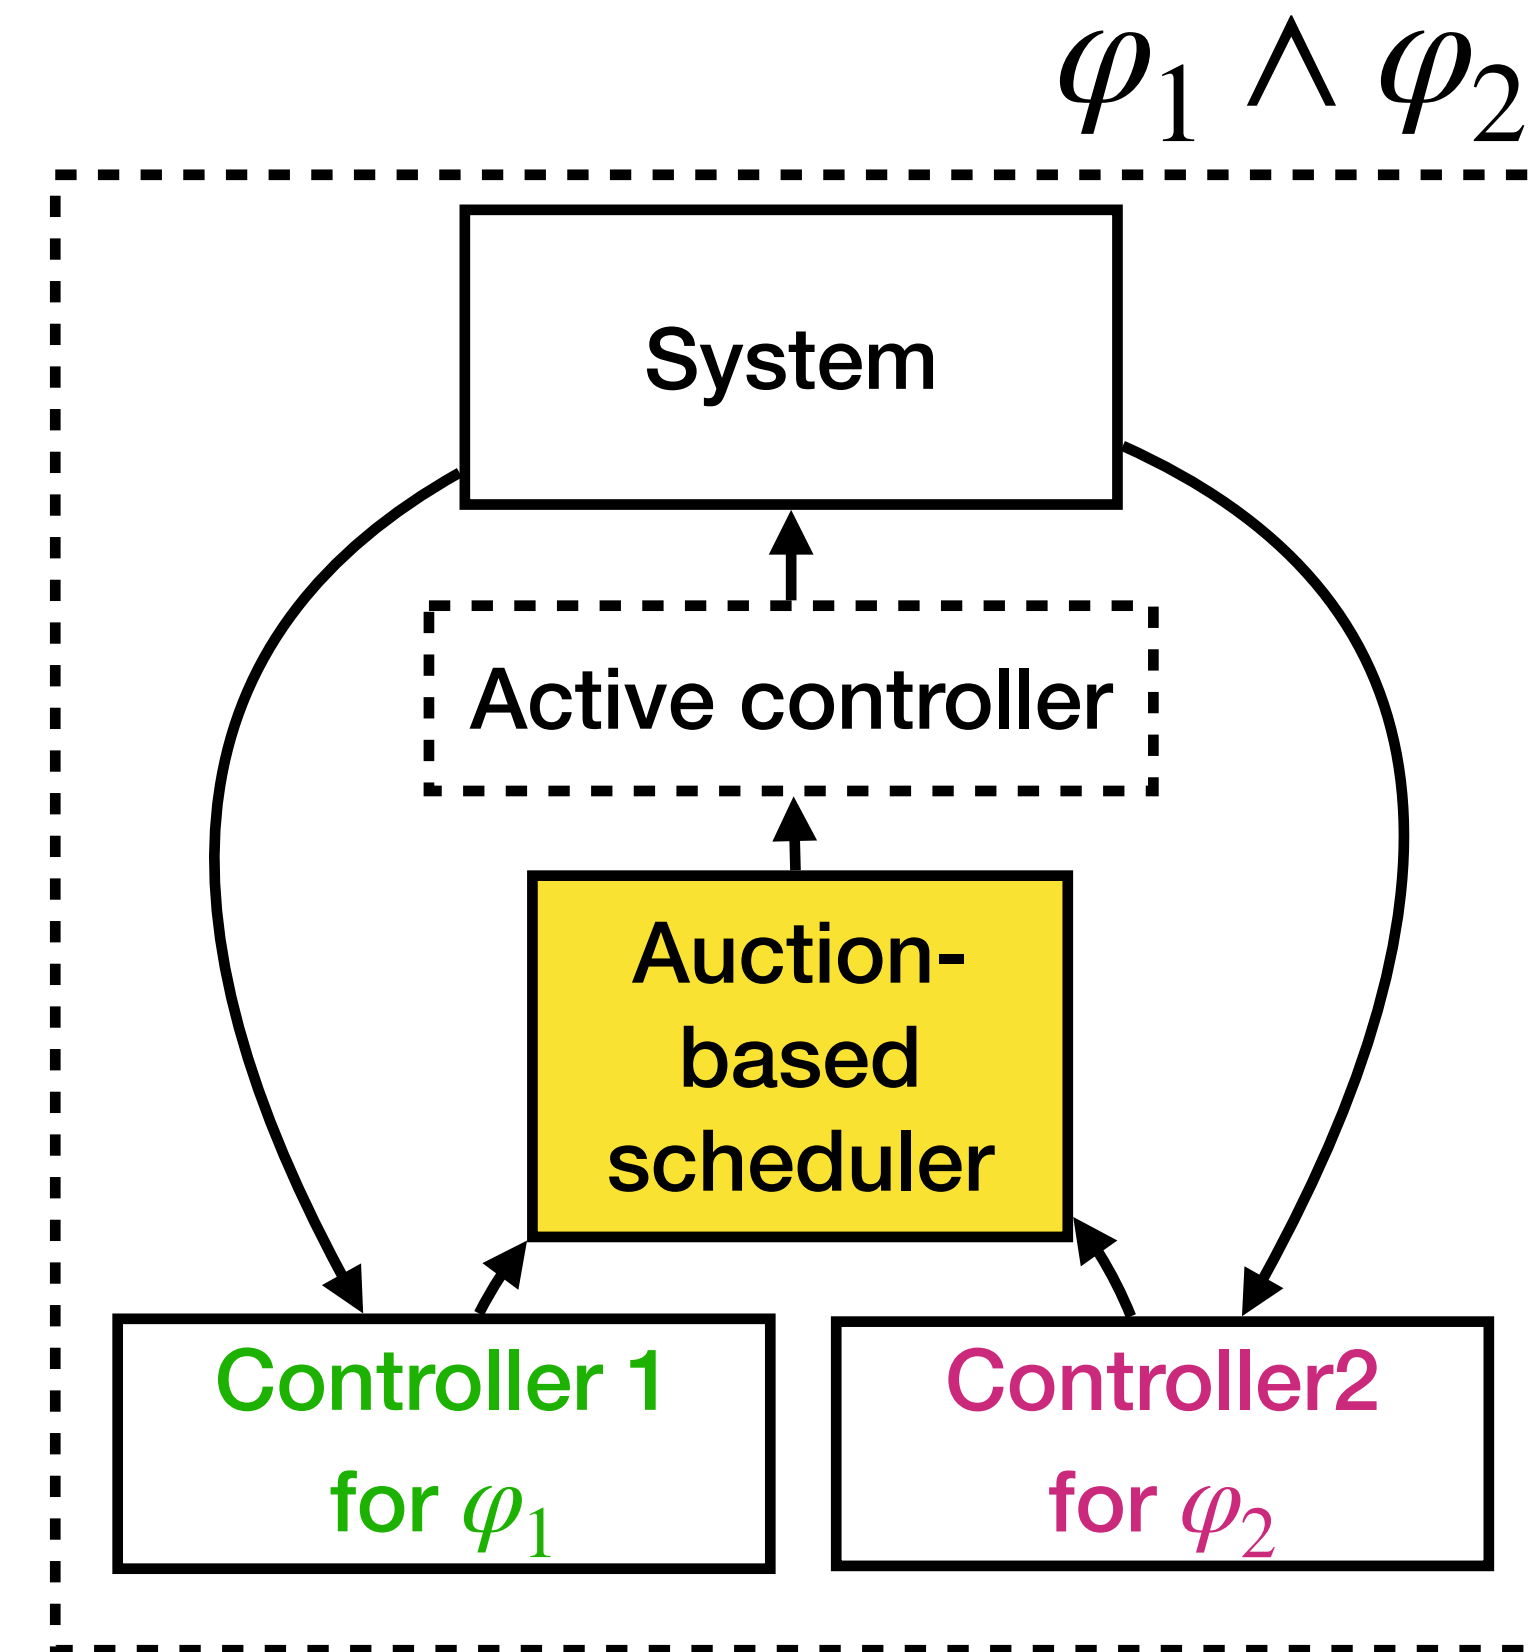 φ₁ ∧ φ₂
System
Active controller
Auction-
based
scheduler
Controller 1
for φ₁
Controller2
for φ₂